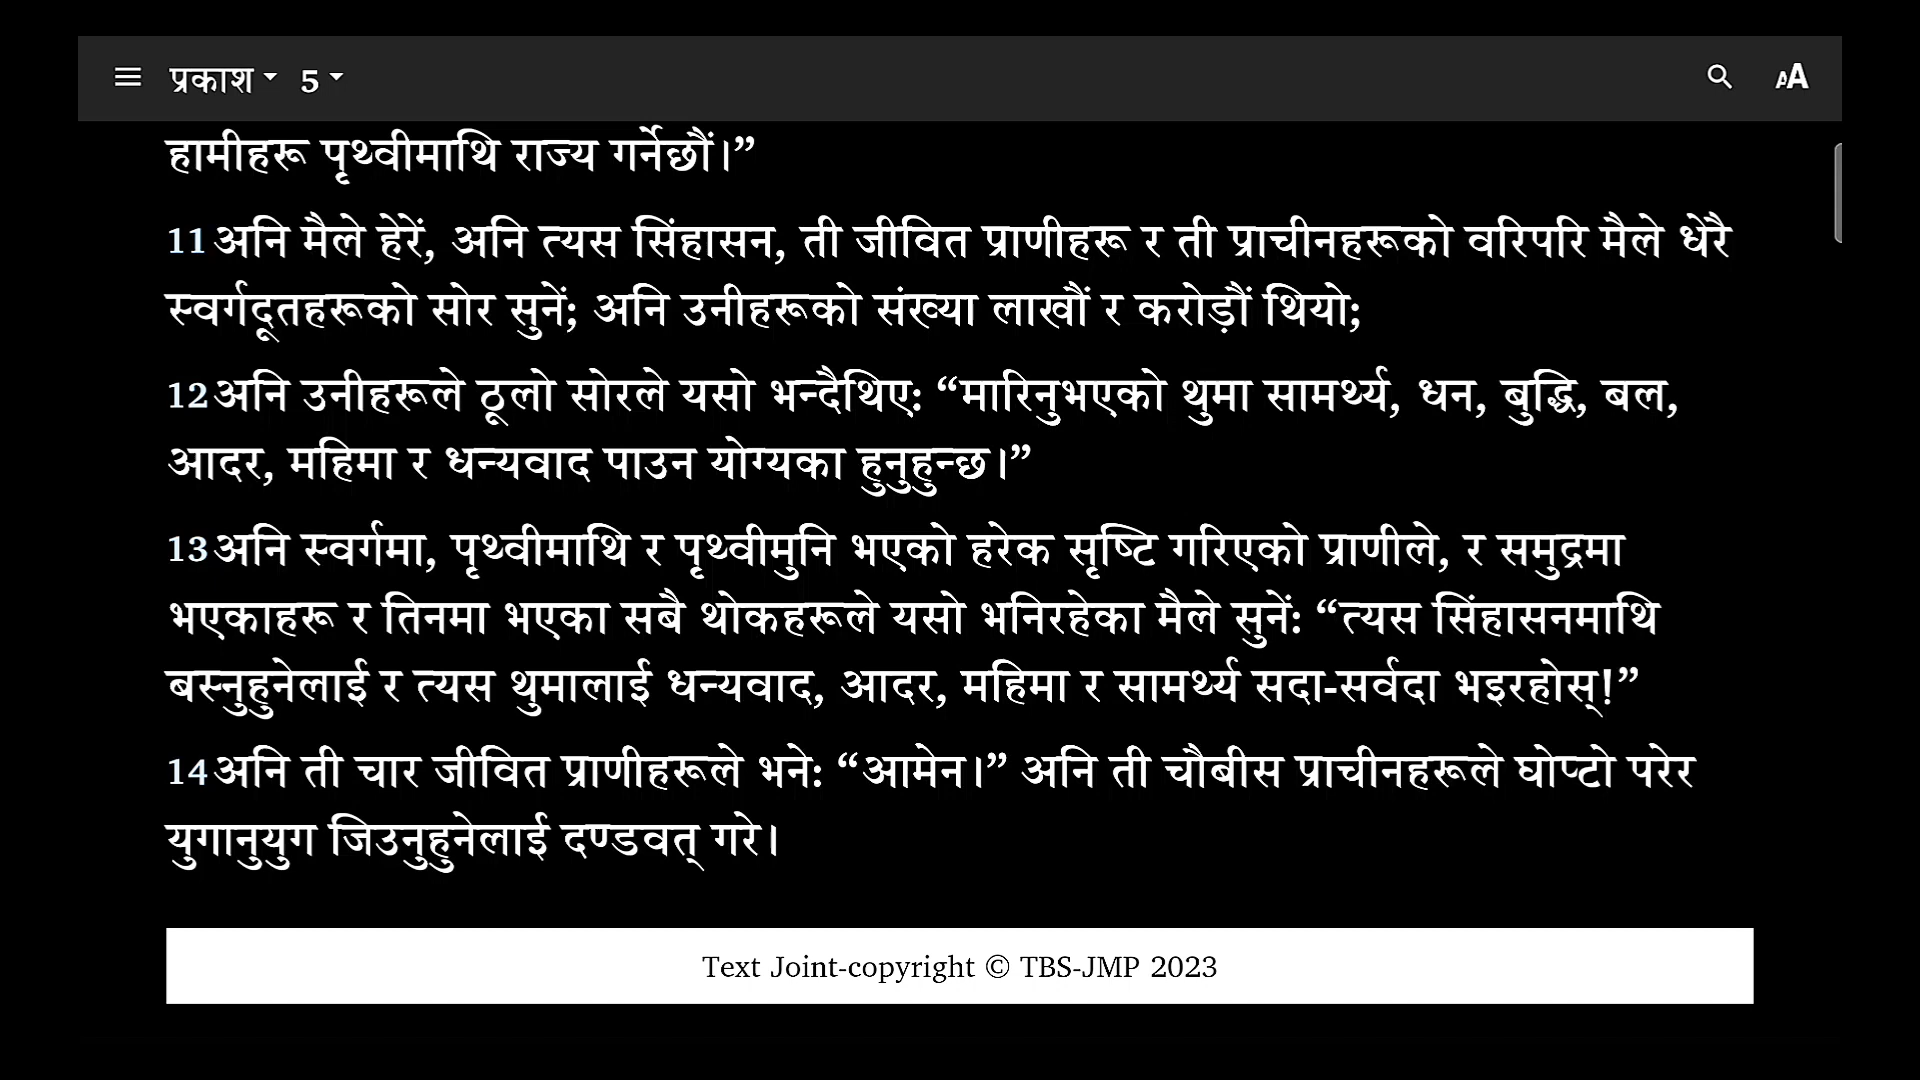 प्रकाश 5
AA
हामीहरू पृथ्वीमाथि राज्य गर्नेछौं।”
11 अनि मैले हेरें, अनि त्यस सिंहासन, ती जीवित प्राणीहरू र ती प्राचीनहरूको वरिपरि मैले धेरै
स्वर्गदूतहरूको सोर सुनें; अनि उनीहरूको संख्या लाखौं र करोड़ौं थियो;
12 अनि उनीहरूले ठूलो सोरले यसो भन्दैथिए: “मारिनुभएको थुमा सामर्थ्य, धन, बुद्धि, बल,
आदर, महिमा र धन्यवाद पाउन योग्यका हुनुहुन्छ।”
13 अनि स्वर्गमा, पृथ्वीमाथि र पृथ्वीमुनि भएको हरेक सृष्टि गरिएको प्राणीले, र समुद्रमा
भएकाहरू र तिनमा भएका सबै थोकहरूले यसो भनिरहेका मैले सुनें: “त्यस सिंहासनमाथि
बस्नुहुनेलाई र त्यस थुमालाई धन्यवाद, आदर, महिमा र सामर्थ्य सदा-सर्वदा भइरहोस्!”
14 अनि ती चार जीवित प्राणीहरूले भने: “आमेन।” अनि ती चौबीस प्राचीनहरूले घोप्टो परेर
युगानुयुग जिउनुहुनेलाई दण्डवत् गरे।
Text Joint-copyright © TBS-JMP 2023